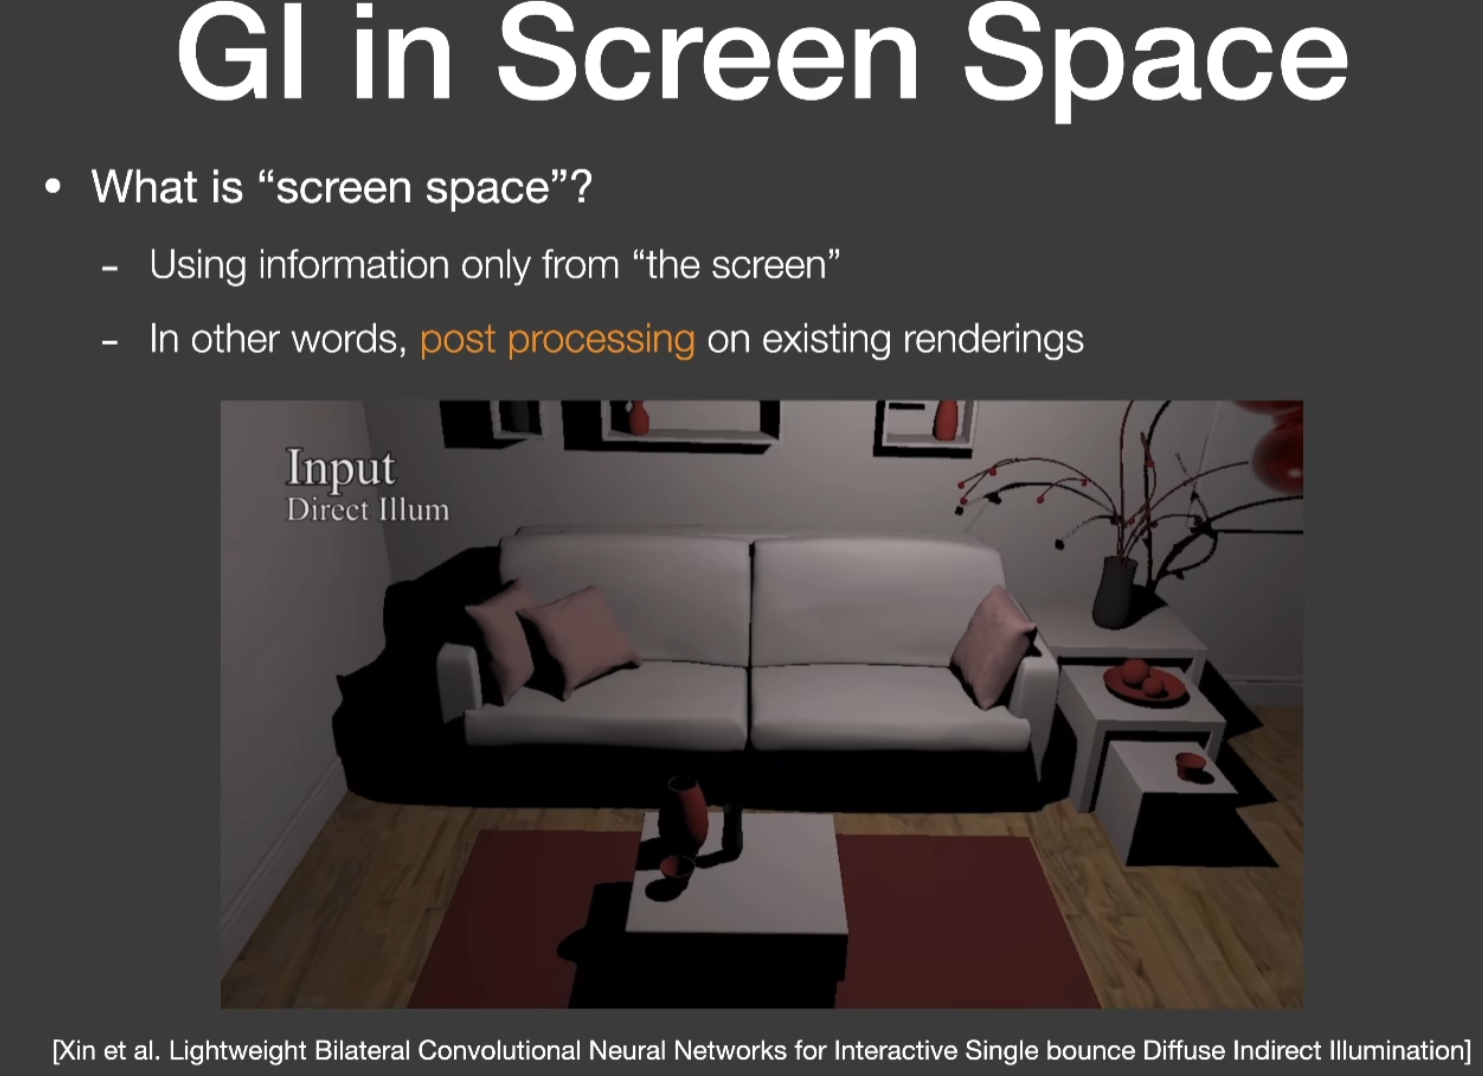 GI in Screen Space
• What is “screen space”?
- Using information only from “the screen”
- In other words, post processing on existing renderings
Input
Direct Illum
[Xin et al. Lightweight Bilateral Convolutional Neural Networks for Interactive Single bounce Diffuse Indirect Illumination]